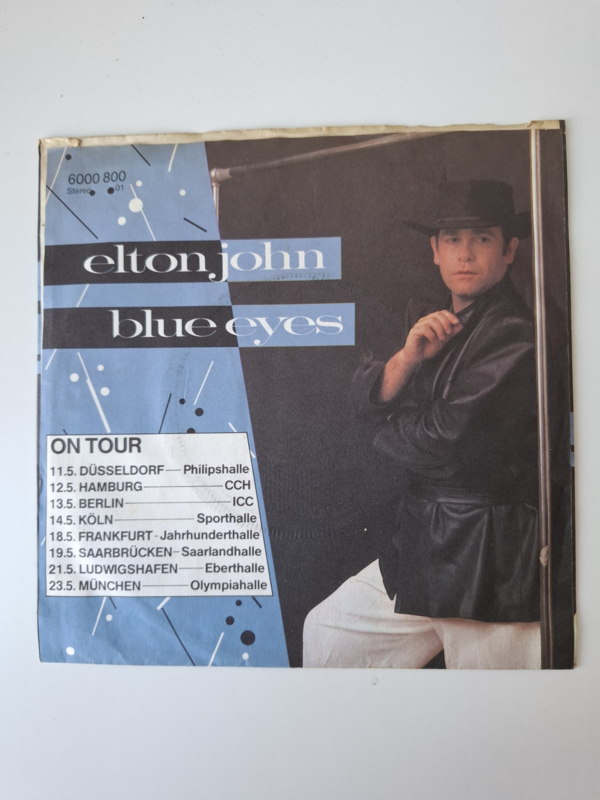 6000 800
Stereo 01
elton john
blue eyes
ON TOUR
11.5. DÜSSELDORF — Philipshalle
12.5. HAMBURG — CCH
13.5. BERLIN — ICC
14.5. KÖLN — Sporthalle
18.5. FRANKFURT - Jahrhunderthalle
19.5. SAARBRÜCKEN - Saarlandhalle
21.5. LUDWIGSHAFEN — Eberthalle
23.5. MÜNCHEN — Olympiahalle